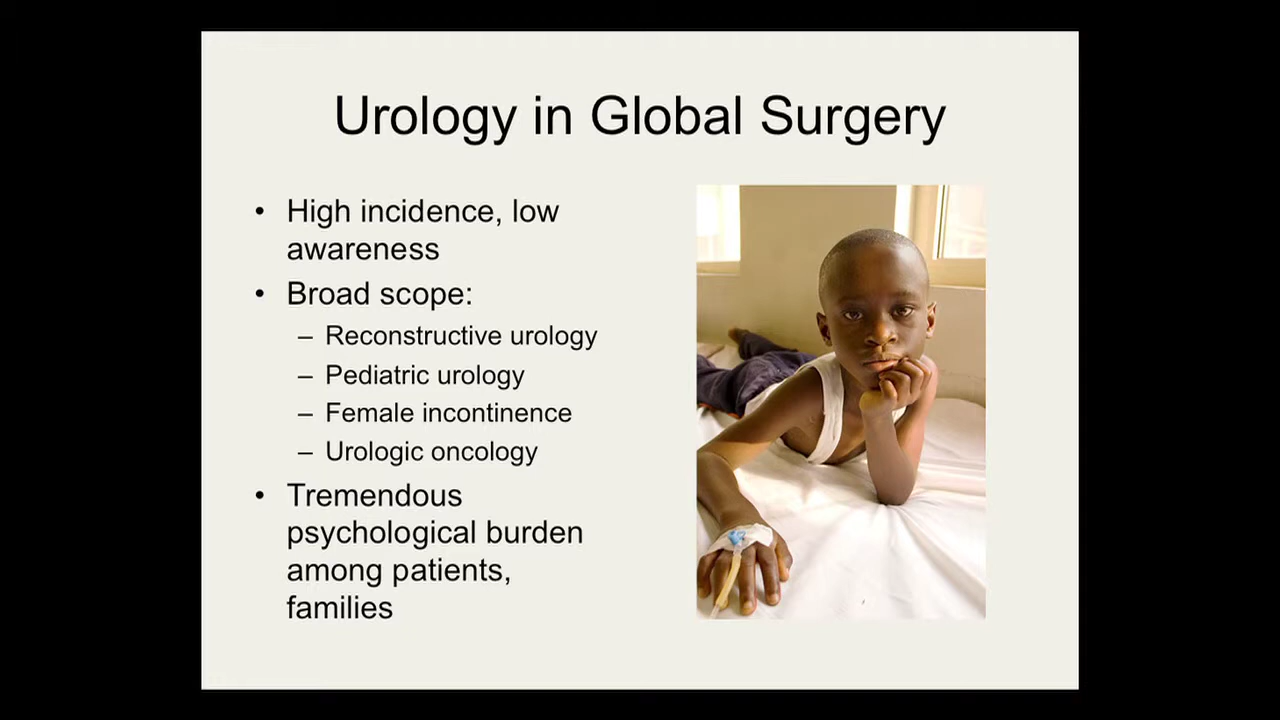 Urology in Global Surgery
• High incidence, low
awareness
• Broad scope:
– Reconstructive urology
– Pediatric urology
– Female incontinence
– Urologic oncology
• Tremendous
psychological burden
among patients,
families